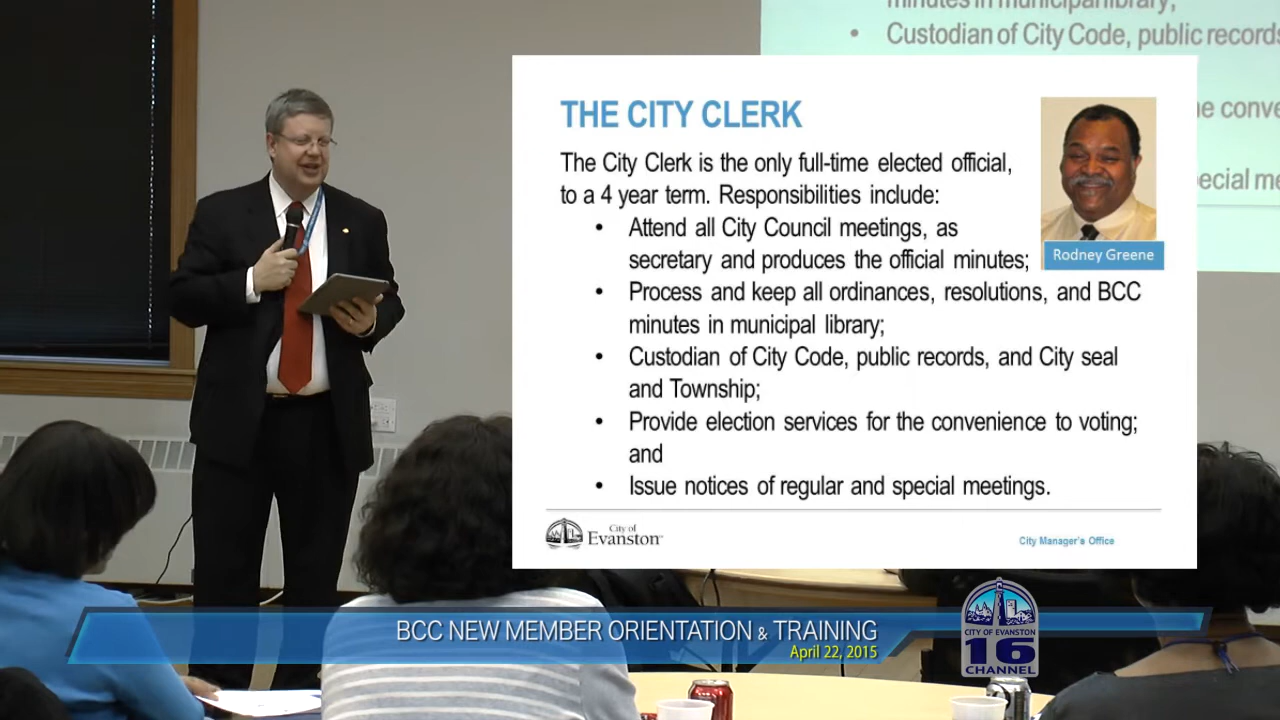 minutes in municipal library;
• Custodian of City Code, public records
THE CITY CLERK
The City Clerk is the only full-time elected official,
to a 4 year term. Responsibilities include:
• Attend all City Council meetings, as
secretary and produces the official minutes;
• Process and keep all ordinances, resolutions, and BCC
minutes in municipal library;
• Custodian of City Code, public records, and City seal
and Township;
• Provide election services for the convenience to voting;
and
• Issue notices of regular and special meetings.
Rodney Greene
City of
Evanston
City Manager's Office
BCC NEW MEMBER ORIENTATION & TRAINING
April 22, 2015
CITY OF EVANSTON
16
CHANNEL